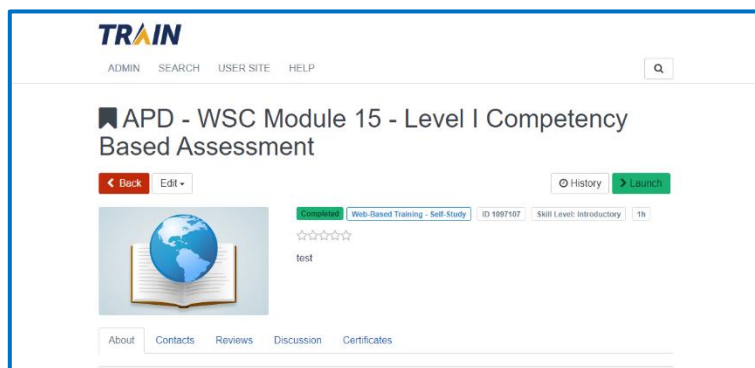 TRAIN
ADMIN SEARCH USER SITE HELP
APD - WSC Module 15 - Level I Competency
Based Assessment
Back Edit History Launch
Completed Web-Based Training - Self-Study ID 1097107 Skill Level: Introductory 1h
test
About Contacts Reviews Discussion Certificates